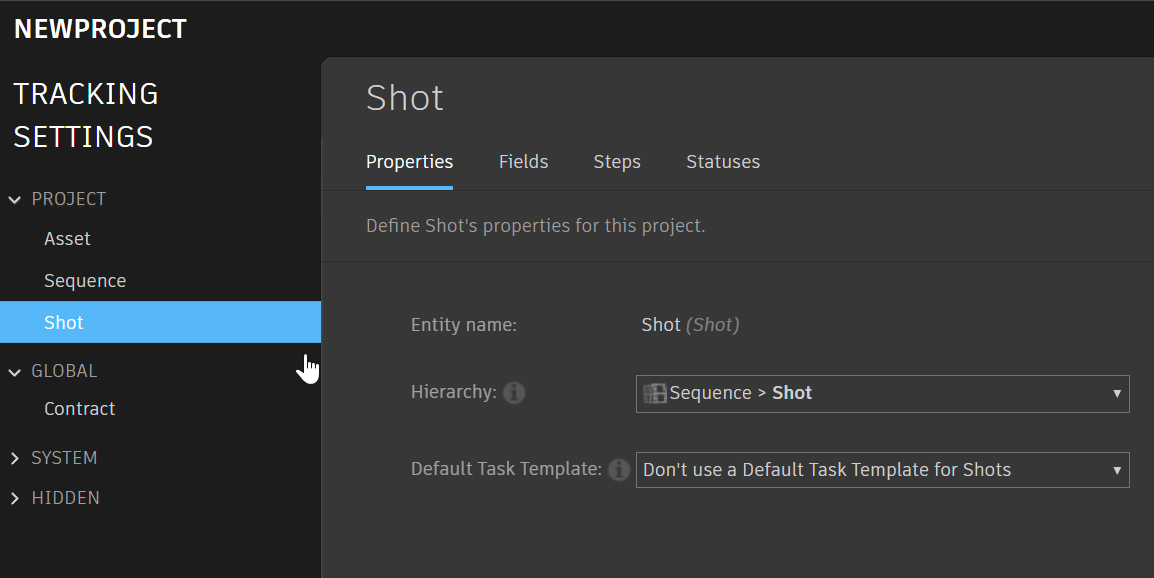 NEWPROJECT
TRACKING
SETTINGS
PROJECT
Asset
Sequence
Shot
GLOBAL
Contract
SYSTEM
HIDDEN
Shot
Properties Fields Steps Statuses
Define Shot's properties for this project.
Entity name: Shot (Shot)
Hierarchy: Sequence > Shot
Default Task Template: Don't use a Default Task Template for Shots